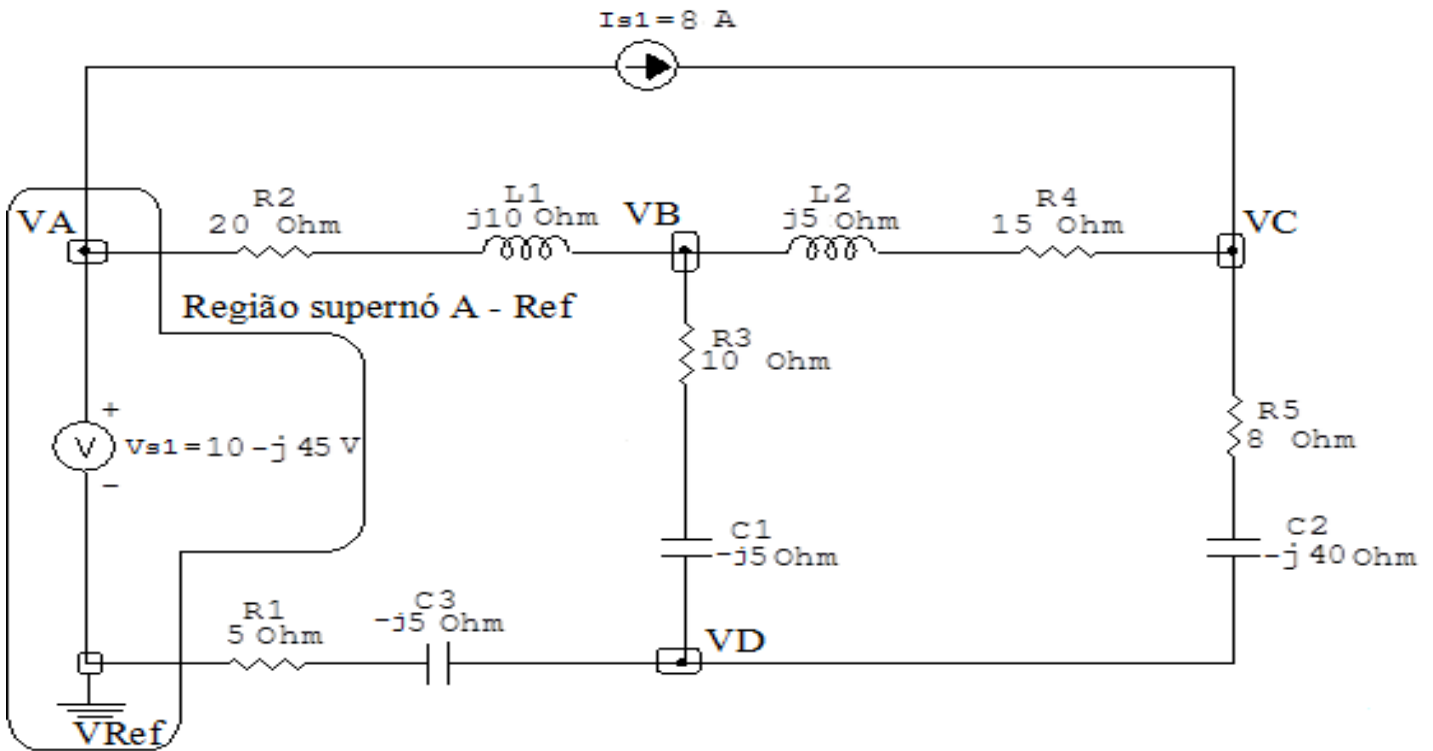 Is1=8 A
R2
20 Ohm
L1
j10 Ohm
VB
L2
j5 Ohm
R4
15 Ohm
VA
VC
Região supernó A - Ref
R3
10 Ohm
+
V
Vs1=10-j 45 V
−
R5
8 Ohm
C1
-j5 Ohm
C2
-j 40 Ohm
R1
5 Ohm
C3
-j5 Ohm
VD
VRef